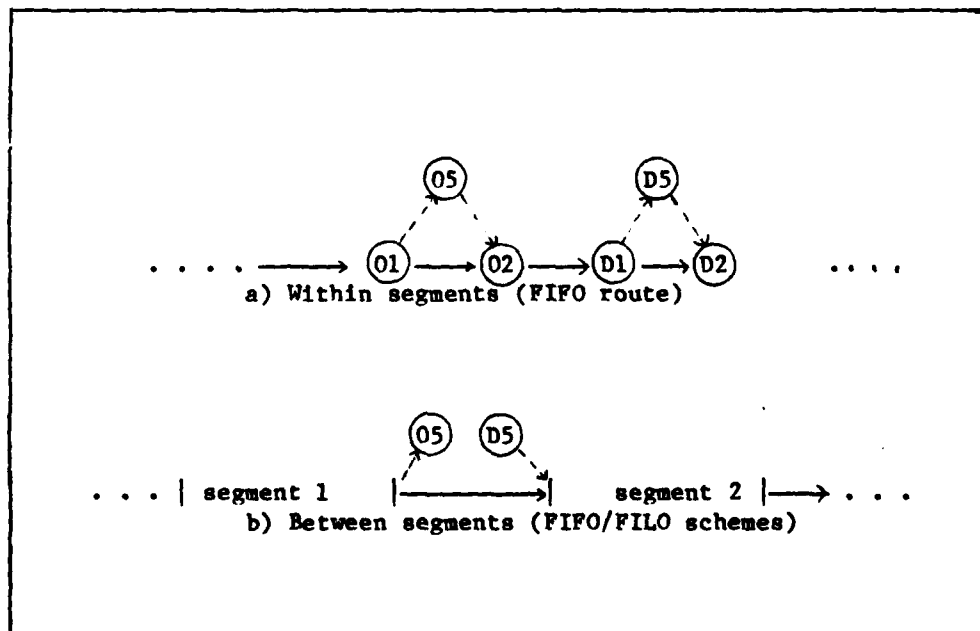 O5 D5
. . . . O1 O2 D1 D2 . . . .
a) Within segments (FIFO route)
O5 D5
. . . | segment 1 | | segment 2 | . . .
b) Between segments (FIFO/FILO schemes)